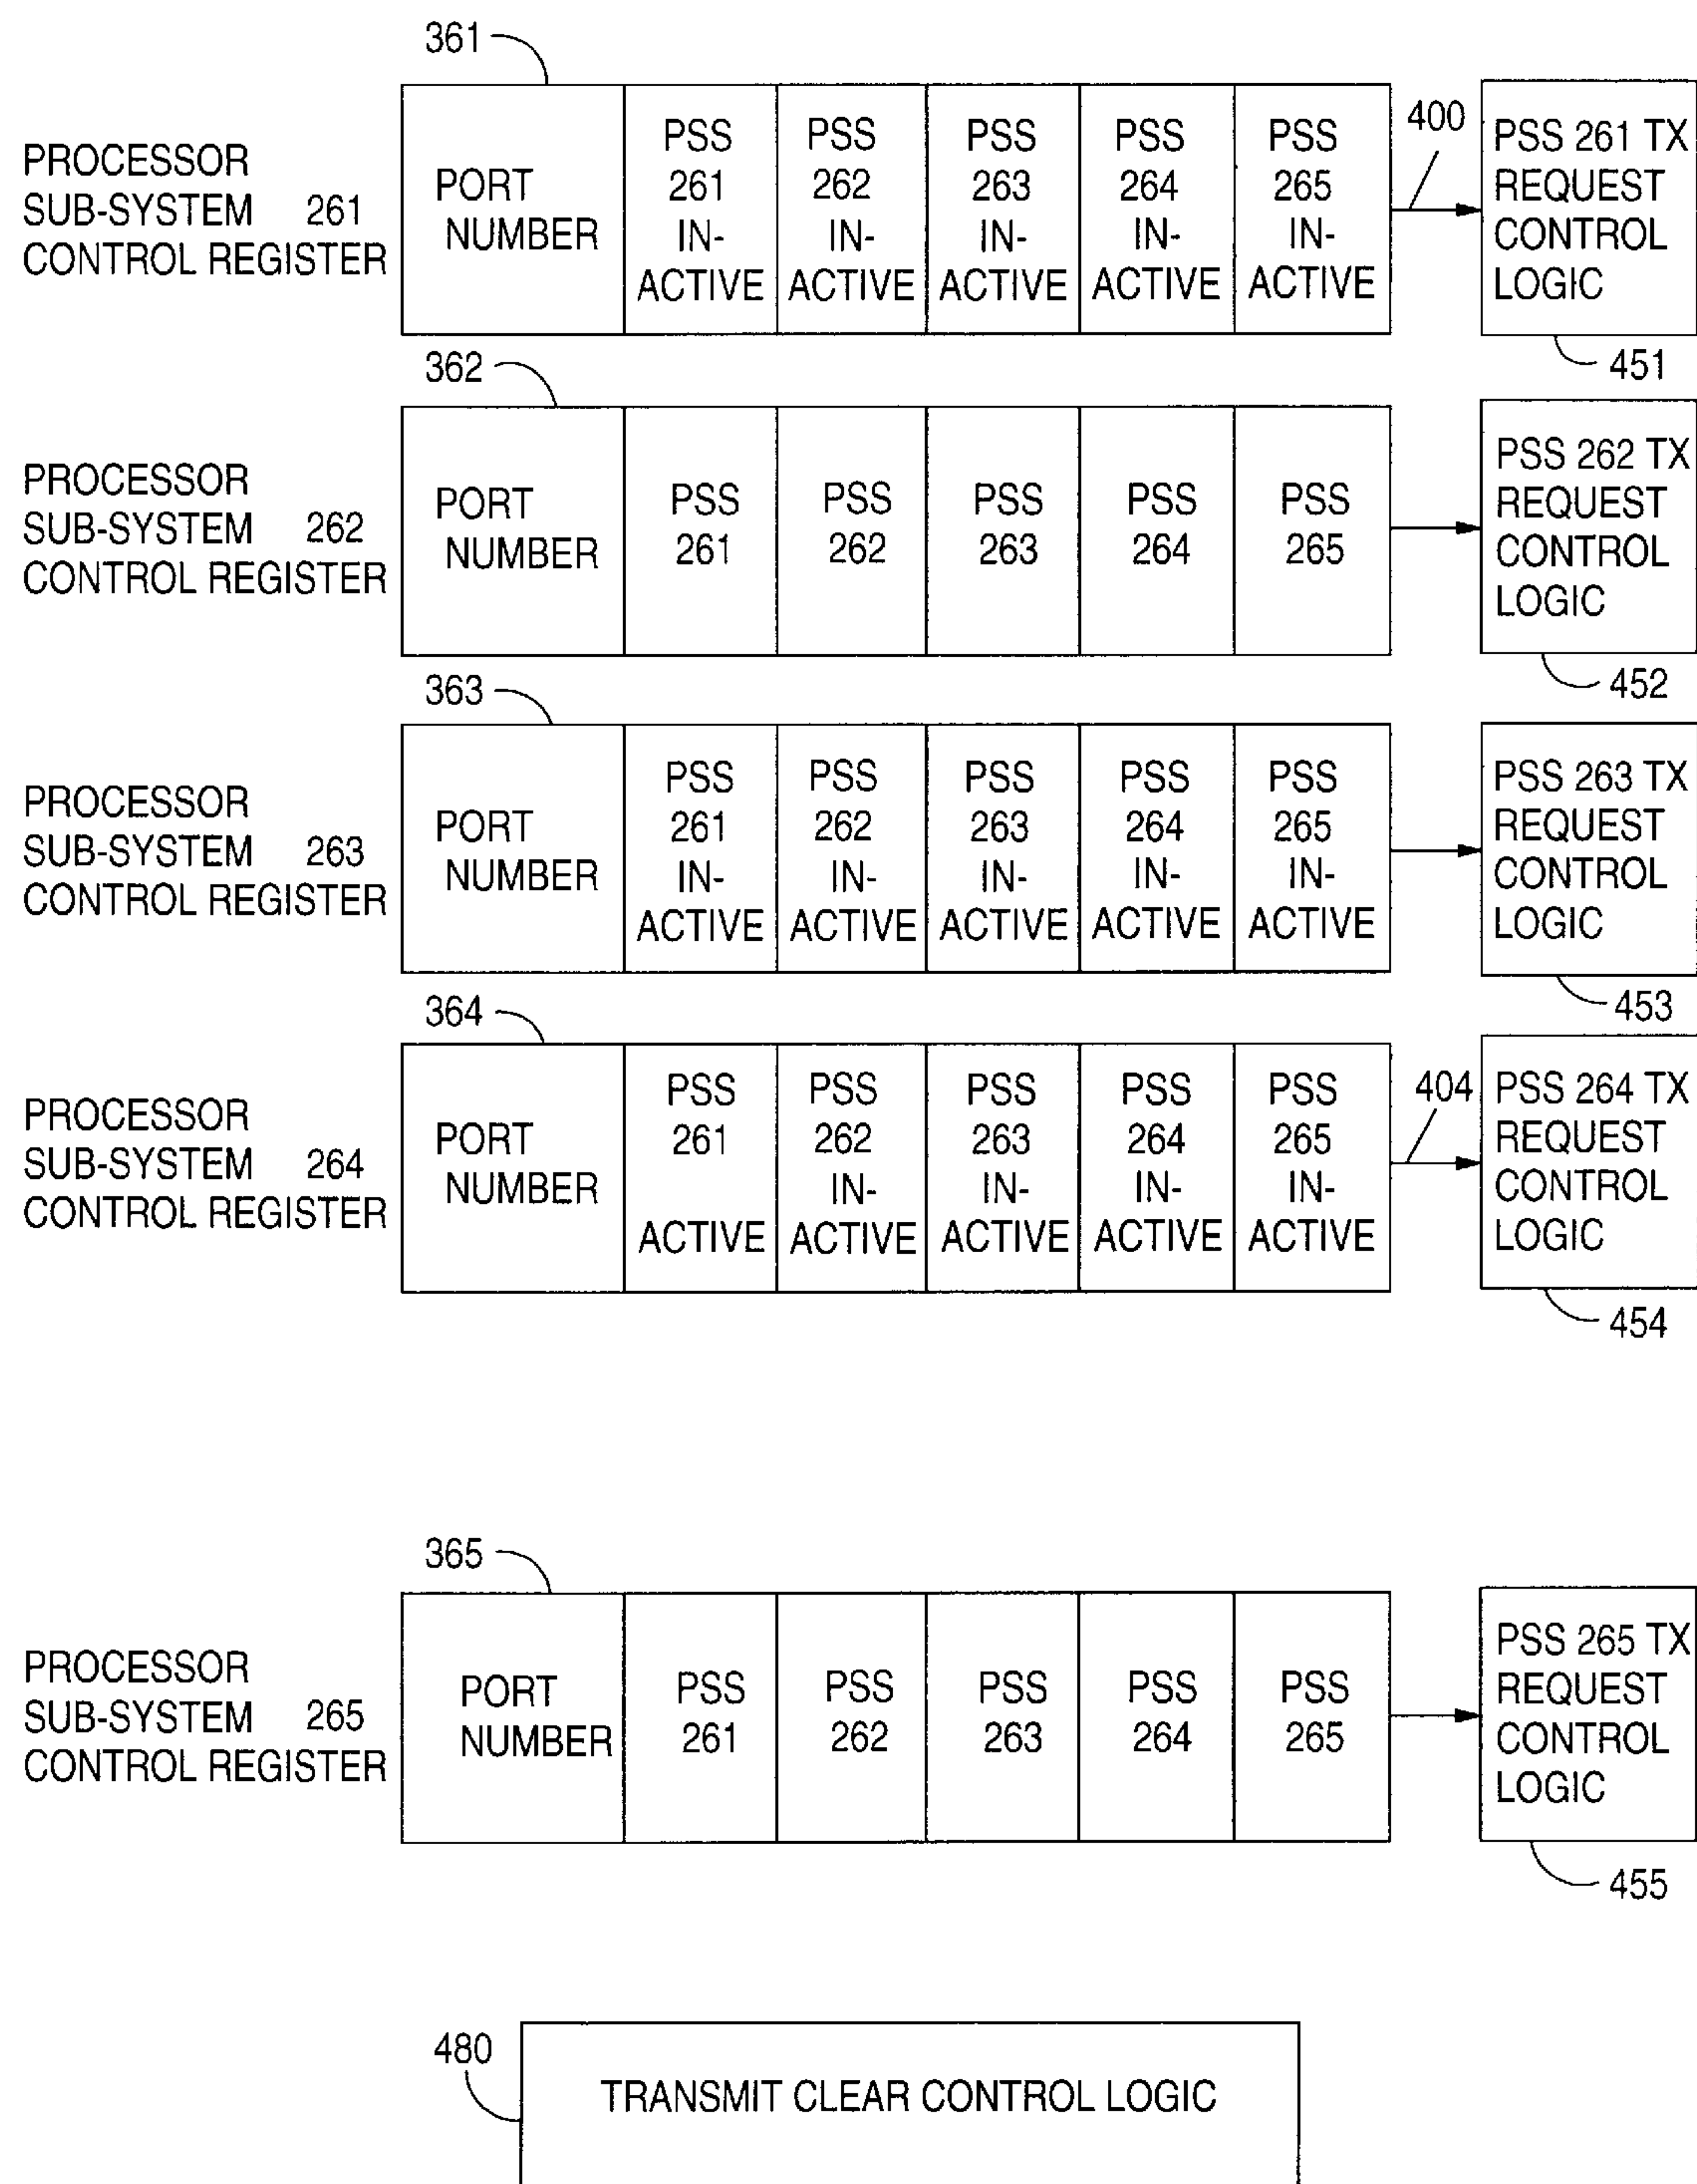 361
PROCESSOR
SUB-SYSTEM 261
CONTROL REGISTER
PORT
NUMBER
PSS
261
IN-
ACTIVE
PSS
262
IN-
ACTIVE
PSS
263
IN-
ACTIVE
PSS
264
IN-
ACTIVE
PSS
265
IN-
ACTIVE
400
PSS 261 TX
REQUEST
CONTROL
LOGIC
451
362
PROCESSOR
SUB-SYSTEM 262
CONTROL REGISTER
PORT
NUMBER
PSS
261
PSS
262
PSS
263
PSS
264
PSS
265
PSS 262 TX
REQUEST
CONTROL
LOGIC
452
363
PROCESSOR
SUB-SYSTEM 263
CONTROL REGISTER
PORT
NUMBER
PSS
261
IN-
ACTIVE
PSS
262
IN-
ACTIVE
PSS
263
IN-
ACTIVE
PSS
264
IN-
ACTIVE
PSS
265
IN-
ACTIVE
PSS 263 TX
REQUEST
CONTROL
LOGIC
453
364
PROCESSOR
SUB-SYSTEM 264
CONTROL REGISTER
PORT
NUMBER
PSS
261
ACTIVE
PSS
262
IN-
ACTIVE
PSS
263
IN-
ACTIVE
PSS
264
IN-
ACTIVE
PSS
265
IN-
ACTIVE
404
PSS 264 TX
REQUEST
CONTROL
LOGIC
454
365
PROCESSOR
SUB-SYSTEM 265
CONTROL REGISTER
PORT
NUMBER
PSS
261
PSS
262
PSS
263
PSS
264
PSS
265
PSS 265 TX
REQUEST
CONTROL
LOGIC
455
480
TRANSMIT CLEAR CONTROL LOGIC